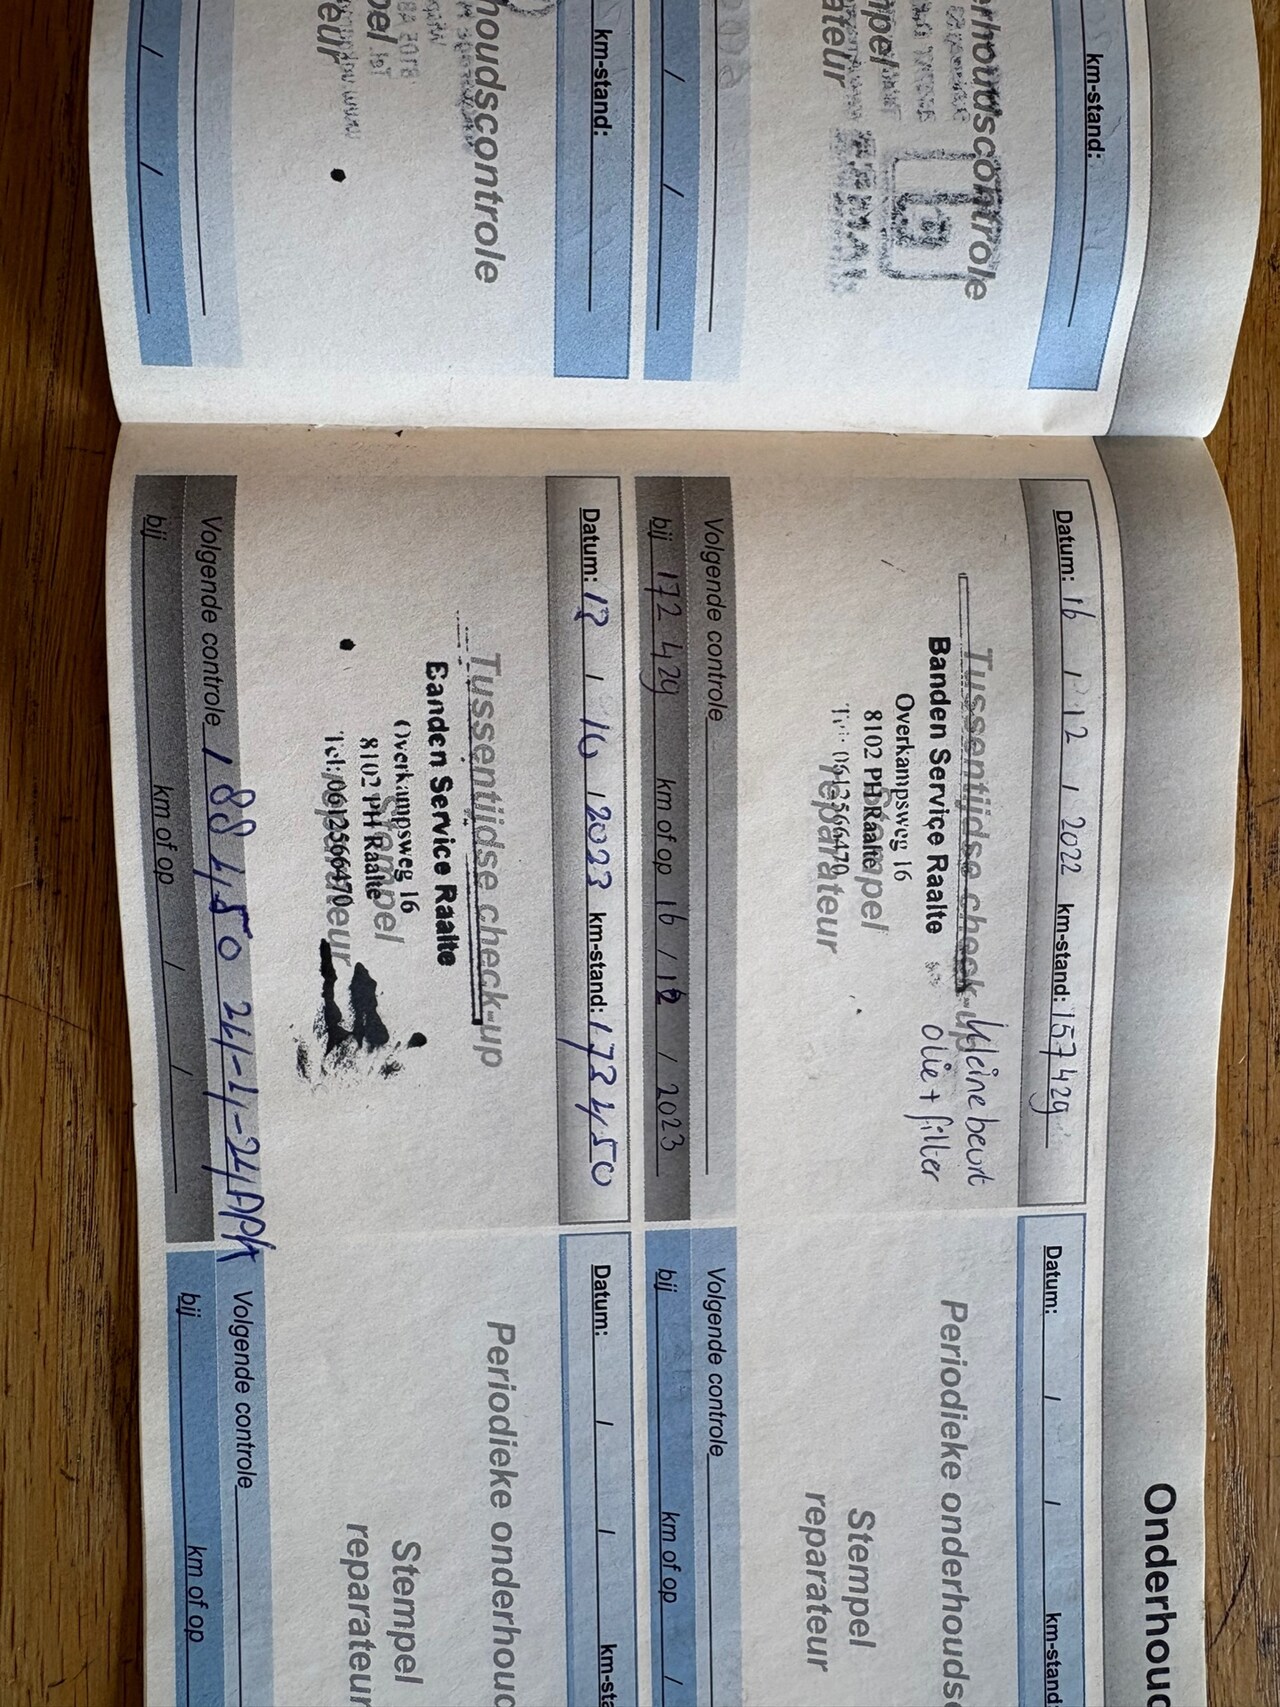 Onderhoud
km-stand:
erhoudscontrole
km-stand:
houdscontrole
Datum: 16 / 12 / 2022 km-stand: 157429
Tussentijdse check-up
Kleine beurt
olie + filter
Banden Service Raalte
Overkampsweg 16
8102 PH Raalte
Tel: 0612566470
Stempel
reparateur
Volgende controle
bij 172 429 km of op 16 / 12 / 2023
Datum: 12 / 10 / 2023 km-stand: 173450
Tussentijdse check-up
Banden Service Raalte
Overkampsweg 16
8102 PH Raalte
Tel: 0612566470
Stempel
reparateur
Volgende controle 188450 24-4-24 APK
bij km of op / /
Datum: / / km-stand
Periodieke onderhouds
Stempel
reparateur
Volgende controle
bij km of op /
Datum: / / km-sta
Periodieke onderhoud
Stempel
reparateur
Volgende controle
bij km of op